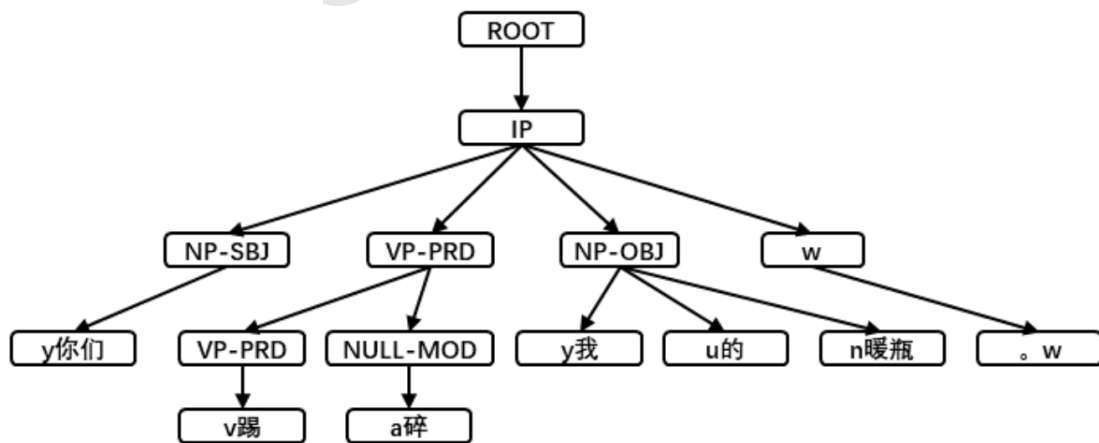 ROOT
IP
NP-SBJ VP-PRD NP-OBJ w
y你们 VP-PRD NULL-MOD y我 u的 n暖瓶 。w
v踢 a碎